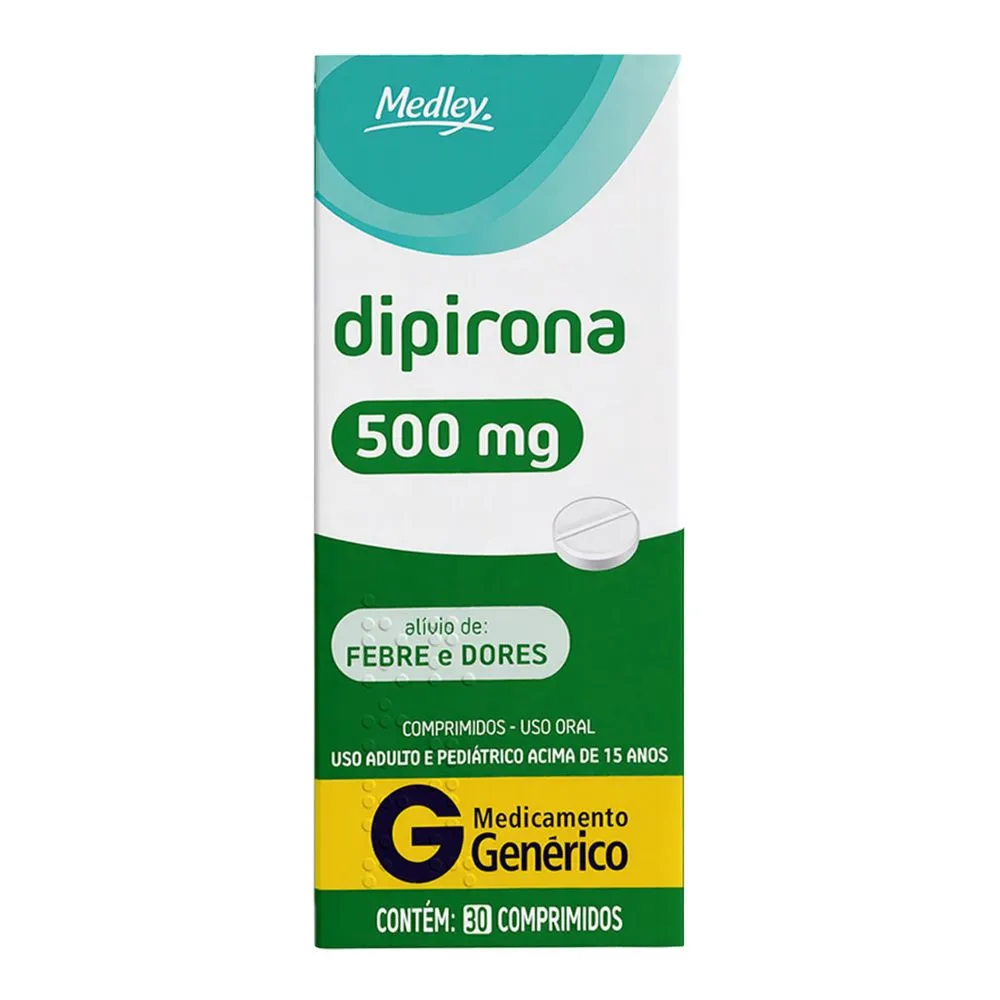 Medley.
dipirona
500 mg
alívio de:
FEBRE e DORES
COMPRIMIDOS - USO ORAL
USO ADULTO E PEDIÁTRICO ACIMA DE 15 ANOS
G Medicamento
Genérico
CONTÉM: 30 COMPRIMIDOS